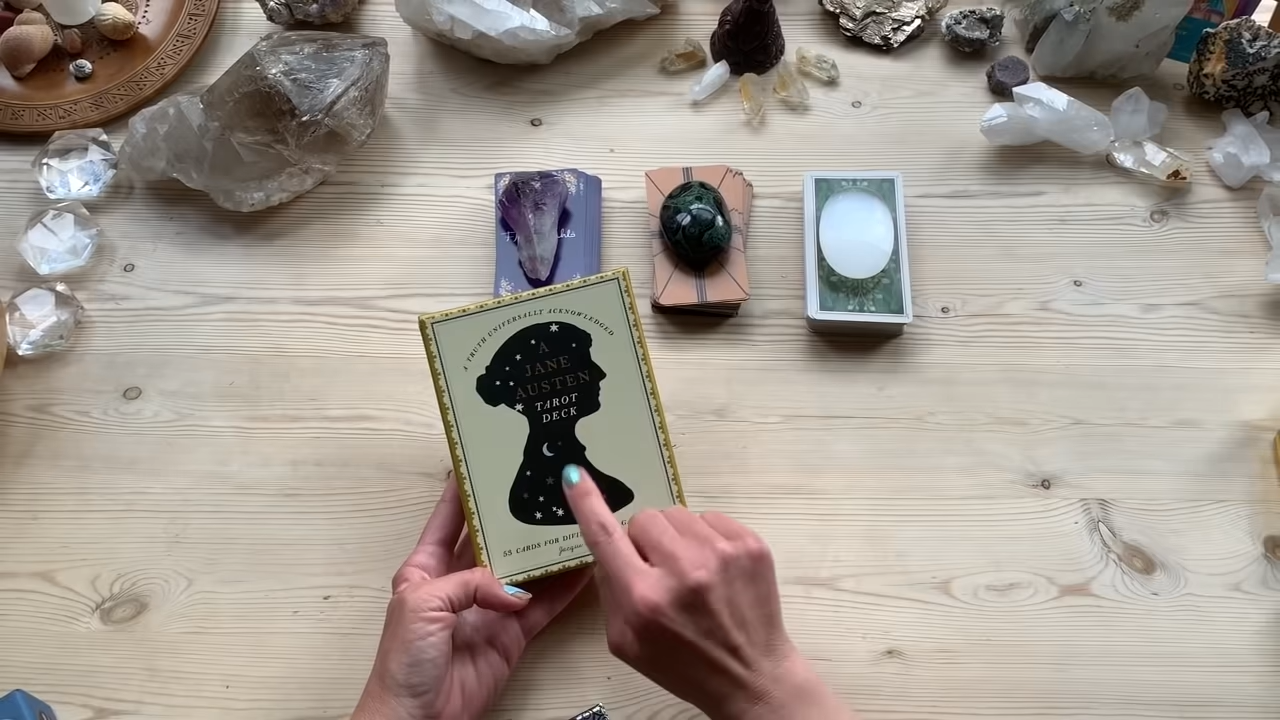 A TRUTH UNIVERSALLY ACKNOWLEDGED
A
JANE
AUSTEN
TAROT
DECK
53 CARDS FOR